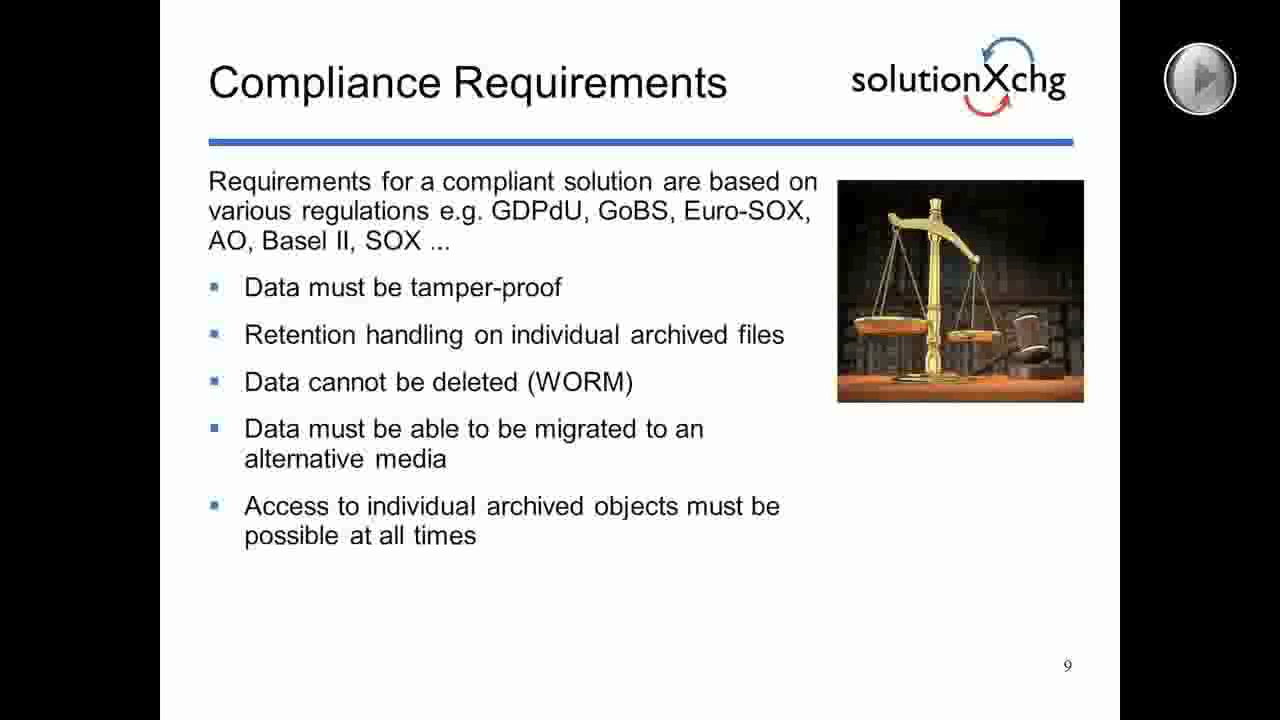 Compliance Requirements
solutionXchg
Requirements for a compliant solution are based on
various regulations e.g. GDPdU, GoBS, Euro-SOX,
AO, Basel II, SOX ...
▪ Data must be tamper-proof
▪ Retention handling on individual archived files
▪ Data cannot be deleted (WORM)
▪ Data must be able to be migrated to an
alternative media
▪ Access to individual archived objects must be
possible at all times
9